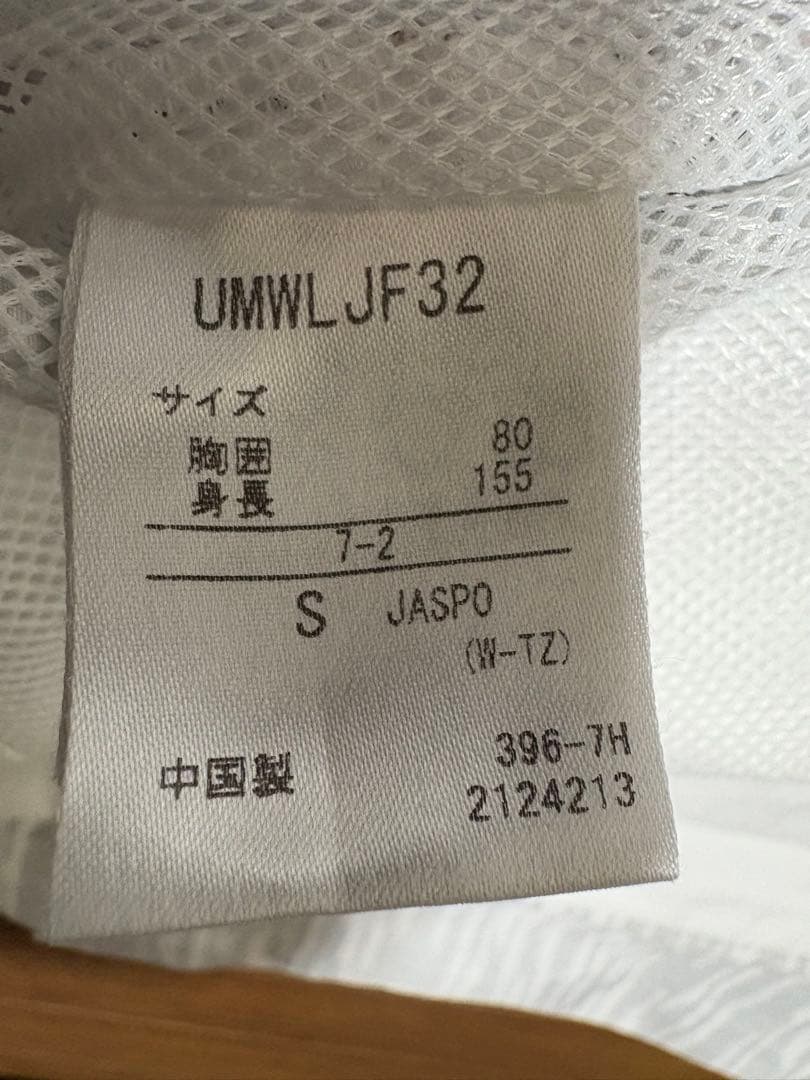 UMWLJF32
サイズ
胸囲 80
身長 155
7-2
S JASPO
(W-TZ)
396-7H
中国製 2124213